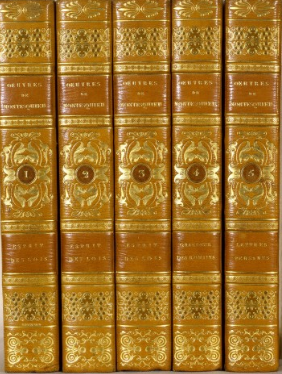 OEUVRES
DE
MONTESQUIEU
1
ESPRIT
DES LOIS
OEUVRES
DE
MONTESQUIEU
2
ESPRIT
DES LOIS
OEUVRES
DE
MONTESQUIEU
3
ESPRIT
DES LOIS
OEUVRES
DE
MONTESQUIEU
4
OEUVRES
DE
MONTESQUIEU
5
LETTRES
PERSANES